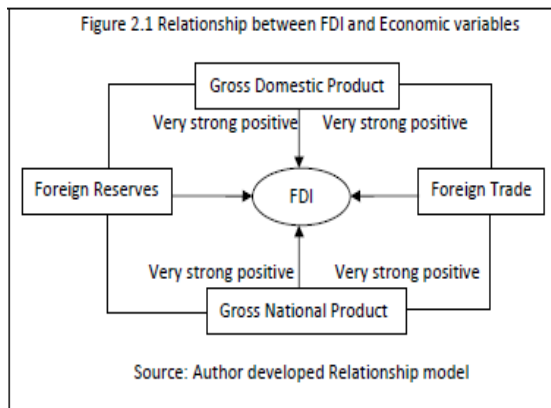 Figure 2.1 Relationship between FDI and Economic variables
Gross Domestic Product
Very strong positive Very strong positive
Foreign Reserves FDI Foreign Trade
Very strong positive Very strong positive
Gross National Product
Source: Author developed Relationship model